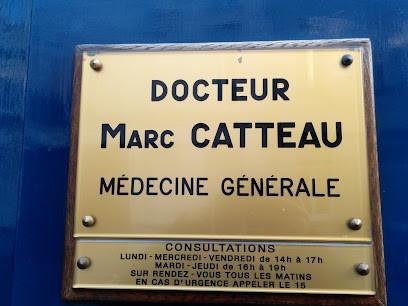 DOCTEUR
MARC CATTEAU
MÉDECINE GÉNÉRALE
CONSULTATIONS
LUNDI - MERCREDI - VENDREDI de 14h à 17h
MARDI - JEUDI de 16h à 19h
SUR RENDEZ - VOUS TOUS LES MATINS
EN CAS D'URGENCE APPELER LE 15